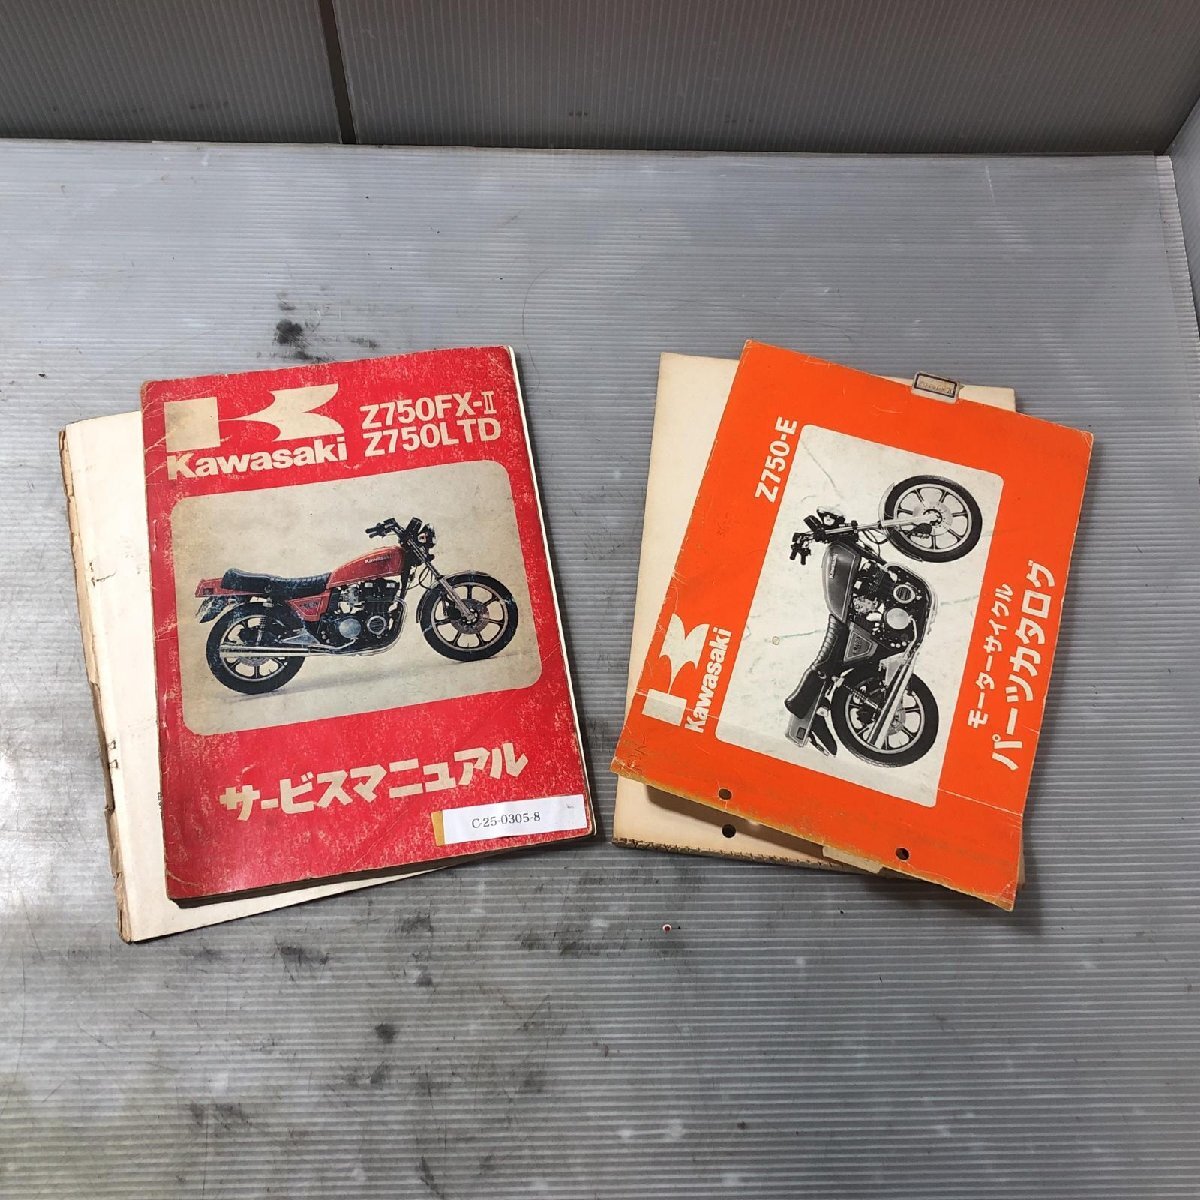 Kawasaki
Z750FX-II
Z750LTD
サービスマニュアル
C-25-0305-8
Z750-E
Kawasaki
モーターサイクル
パーツカタログ